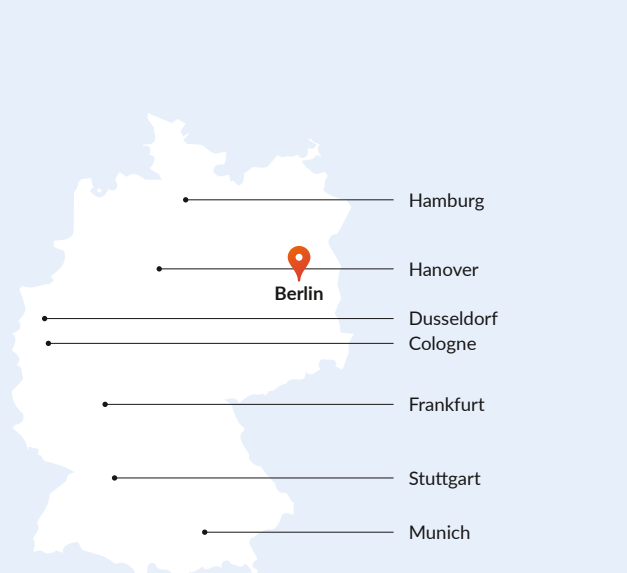 Hamburg
Hanover
Berlin
Dusseldorf
Cologne
Frankfurt
Stuttgart
Munich